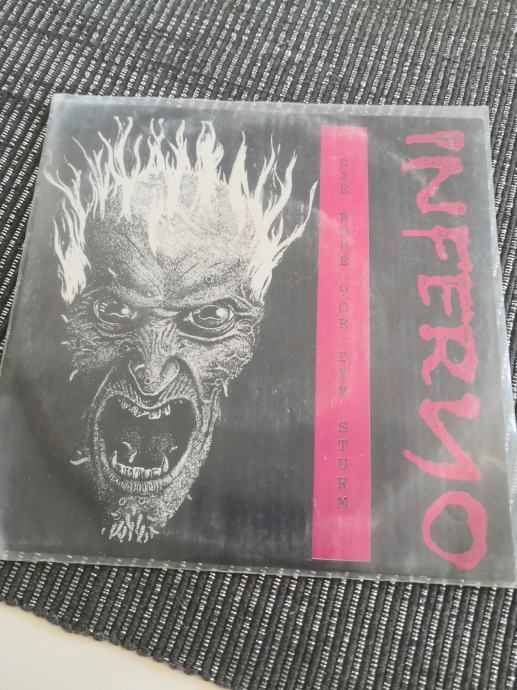 INFERNO
DIE RUHE VOR DEM STURM